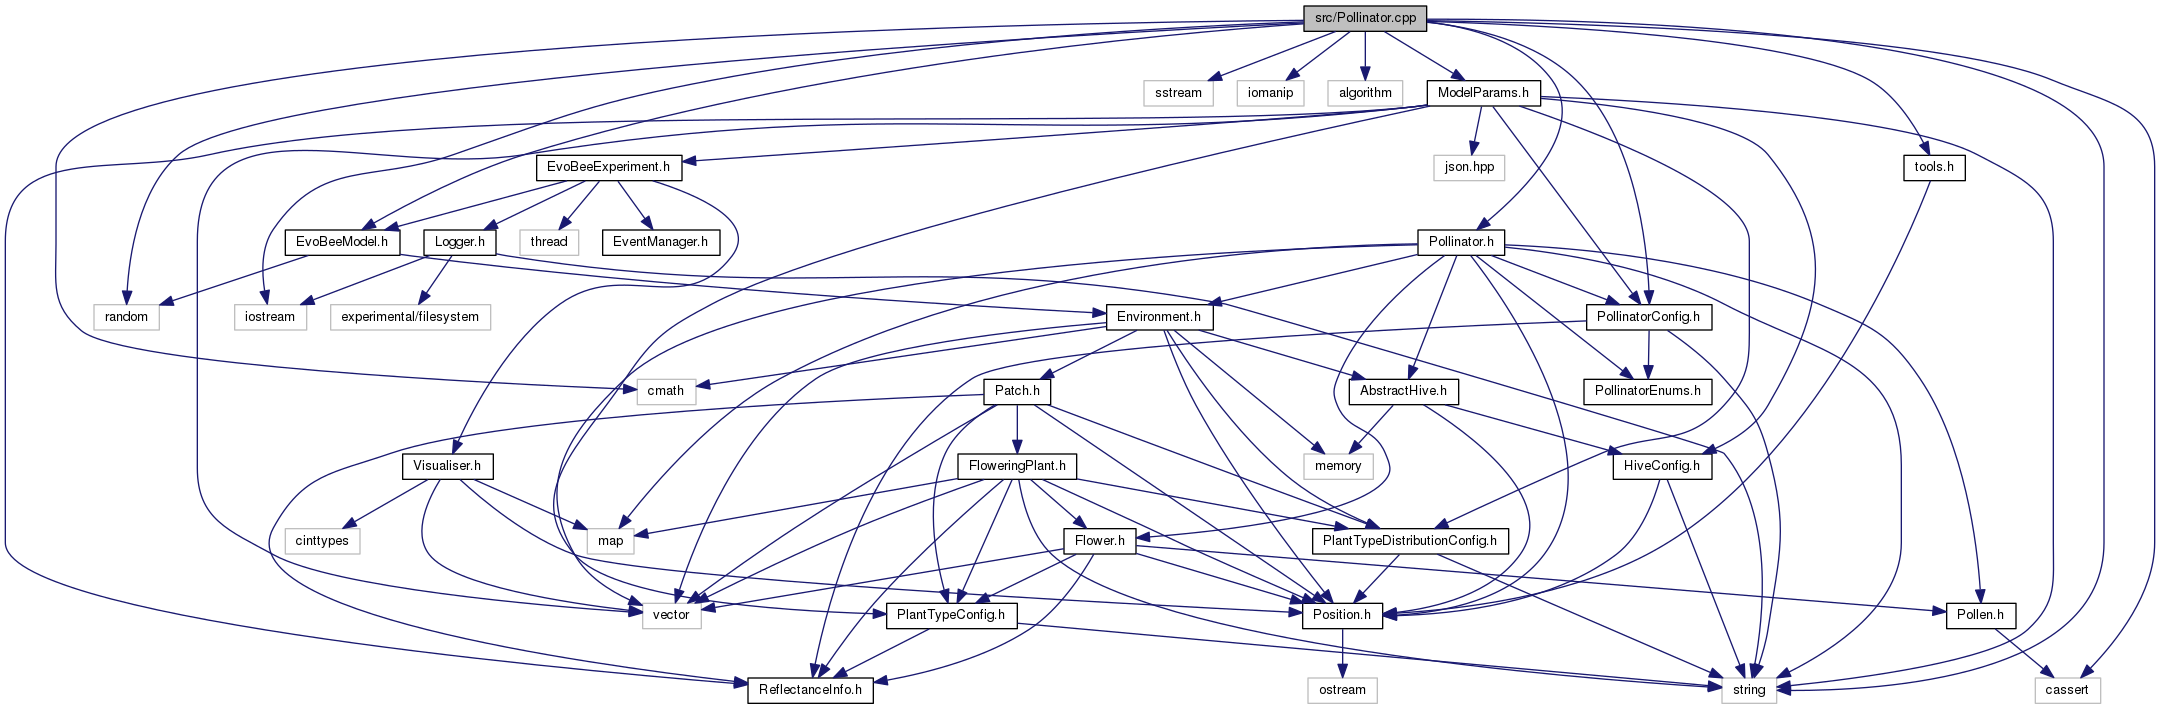 src/Pollinator.cpp
sstream
iomanip
algorithm
ModelParams.h
EvoBeeExperiment.h
json.hpp
tools.h
EvoBeeModel.h
Logger.h
thread
EventManager.h
Pollinator.h
random
iostream
experimental/filesystem
Environment.h
PollinatorConfig.h
cmath
Patch.h
AbstractHive.h
PollinatorEnums.h
Visualiser.h
FloweringPlant.h
memory
HiveConfig.h
cinttypes
map
Flower.h
PlantTypeDistributionConfig.h
vector
PlantTypeConfig.h
Position.h
Pollen.h
ReflectanceInfo.h
ostream
string
cassert